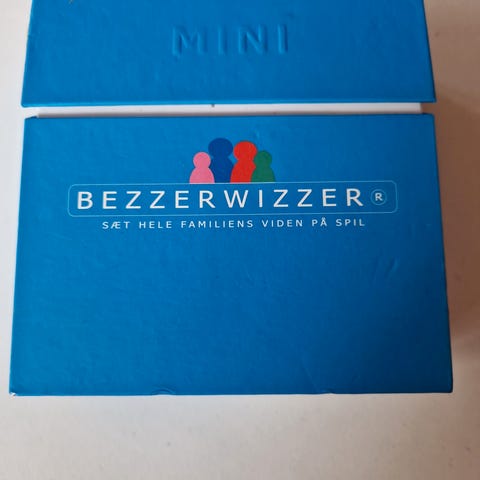 MINI
BEZZERWIZZER®
SÆT HELE FAMILIENS VIDEN PÅ SPIL